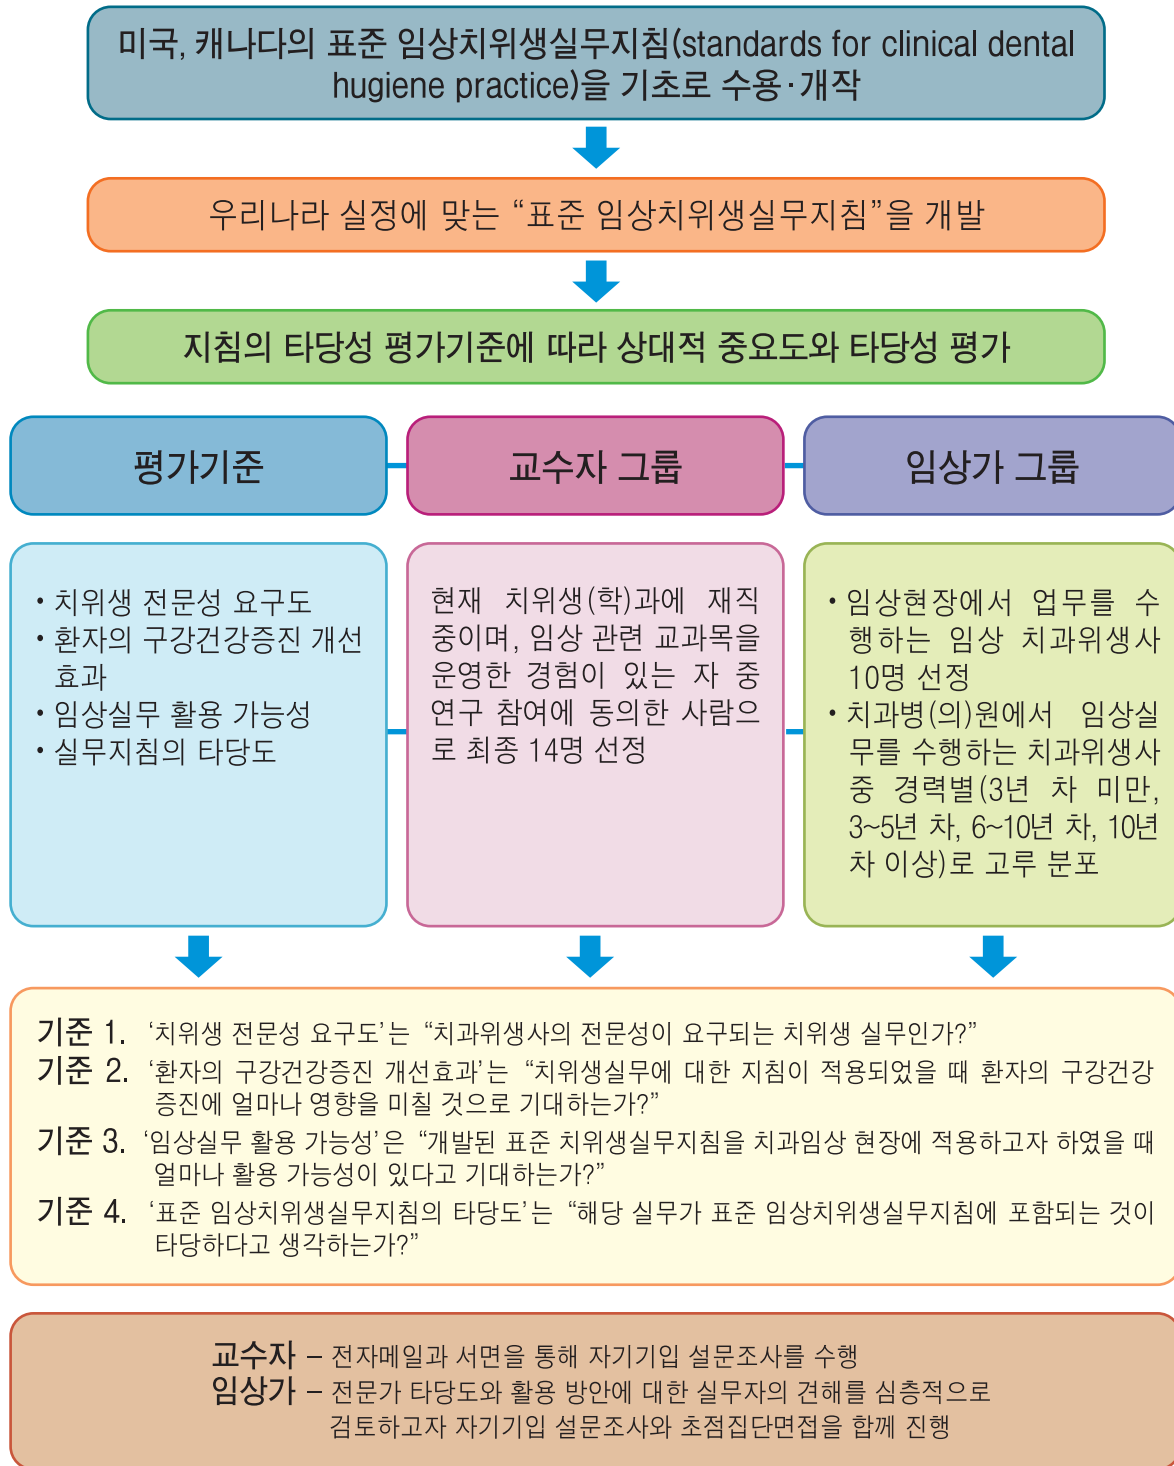 미국, 캐나다의 표준 임상치위생실무지침(standards for clinical dental
hugiene practice)을 기초로 수용·개작
우리나라 실정에 맞는 “표준 임상치위생실무지침”을 개발
지침의 타당성 평가기준에 따라 상대적 중요도와 타당성 평가
평가기준
• 치위생 전문성 요구도
• 환자의 구강건강증진 개선
효과
• 임상실무 활용 가능성
• 실무지침의 타당도
교수자 그룹
현재 치위생(학)과에 재직
중이며, 임상 관련 교과목을
운영한 경험이 있는 자 중
연구 참여에 동의한 사람으
로 최종 14명 선정
임상가 그룹
• 임상현장에서 업무를 수
행하는 임상 치과위생사
10명 선정
• 치과병(의)원에서 임상실
무를 수행하는 치과위생사
중 경력별(3년 차 미만,
3~5년 차, 6~10년 차, 10년
차 이상)로 고루 분포
기준 1. ‘치위생 전문성 요구도’는 “치과위생사의 전문성이 요구되는 치위생 실무인가?”
기준 2. ‘환자의 구강건강증진 개선효과’는 “치위생실무에 대한 지침이 적용되었을 때 환자의 구강건강
증진에 얼마나 영향을 미칠 것으로 기대하는가?”
기준 3. ‘임상실무 활용 가능성’은 “개발된 표준 치위생실무지침을 치과임상 현장에 적용하고자 하였을 때
얼마나 활용 가능성이 있다고 기대하는가?”
기준 4. ‘표준 임상치위생실무지침의 타당도’는 “해당 실무가 표준 임상치위생실무지침에 포함되는 것이
타당하다고 생각하는가?”
교수자 – 전자메일과 서면을 통해 자기기입 설문조사를 수행
임상가 – 전문가 타당도와 활용 방안에 대한 실무자의 견해를 심층적으로
검토하고자 자기기입 설문조사와 초점집단면접을 함께 진행